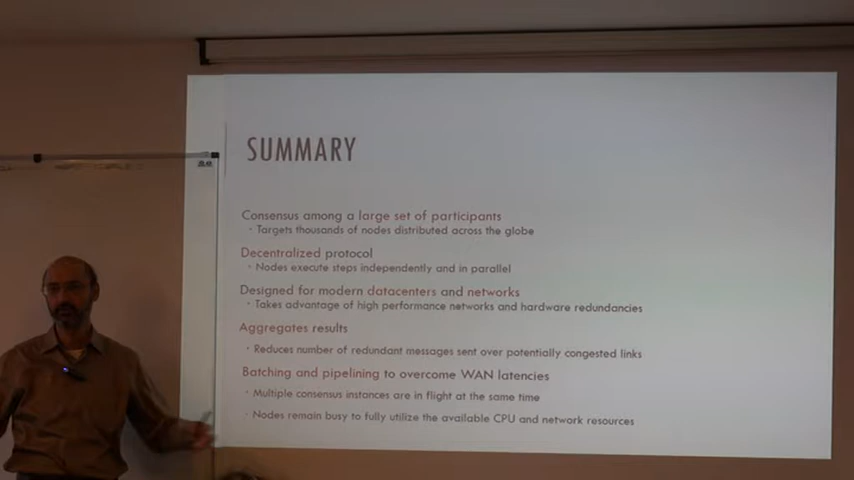 SUMMARY
Consensus among a large set of participants
• Targets thousands of nodes distributed across the globe
Decentralized protocol
• Nodes execute steps independently and in parallel
Designed for modern datacenters and networks
• Takes advantage of high performance networks and hardware redundancies
Aggregates results
• Reduces number of redundant messages sent over potentially congested links
Batching and pipelining to overcome WAN latencies
• Multiple consensus instances are in flight at the same time
• Nodes remain busy to fully utilize the available CPU and network resources